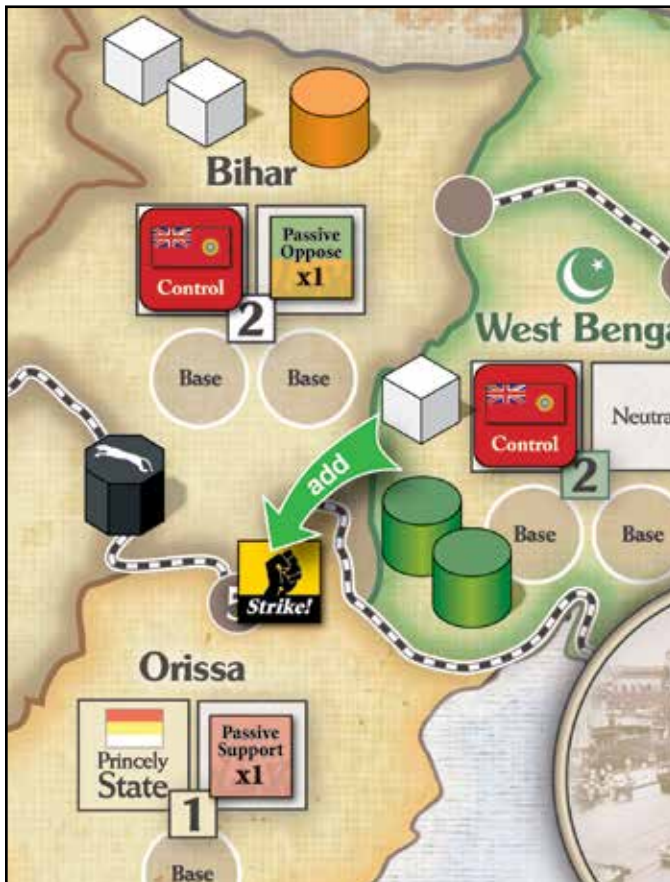 Bihar
Control
Passive
Oppose
x1
2
Base
Base
West Benga
Control
Neutra
2
Base
Base
add
Strike!
Orissa
Princely
State
Passive
Support
x1
1
Base